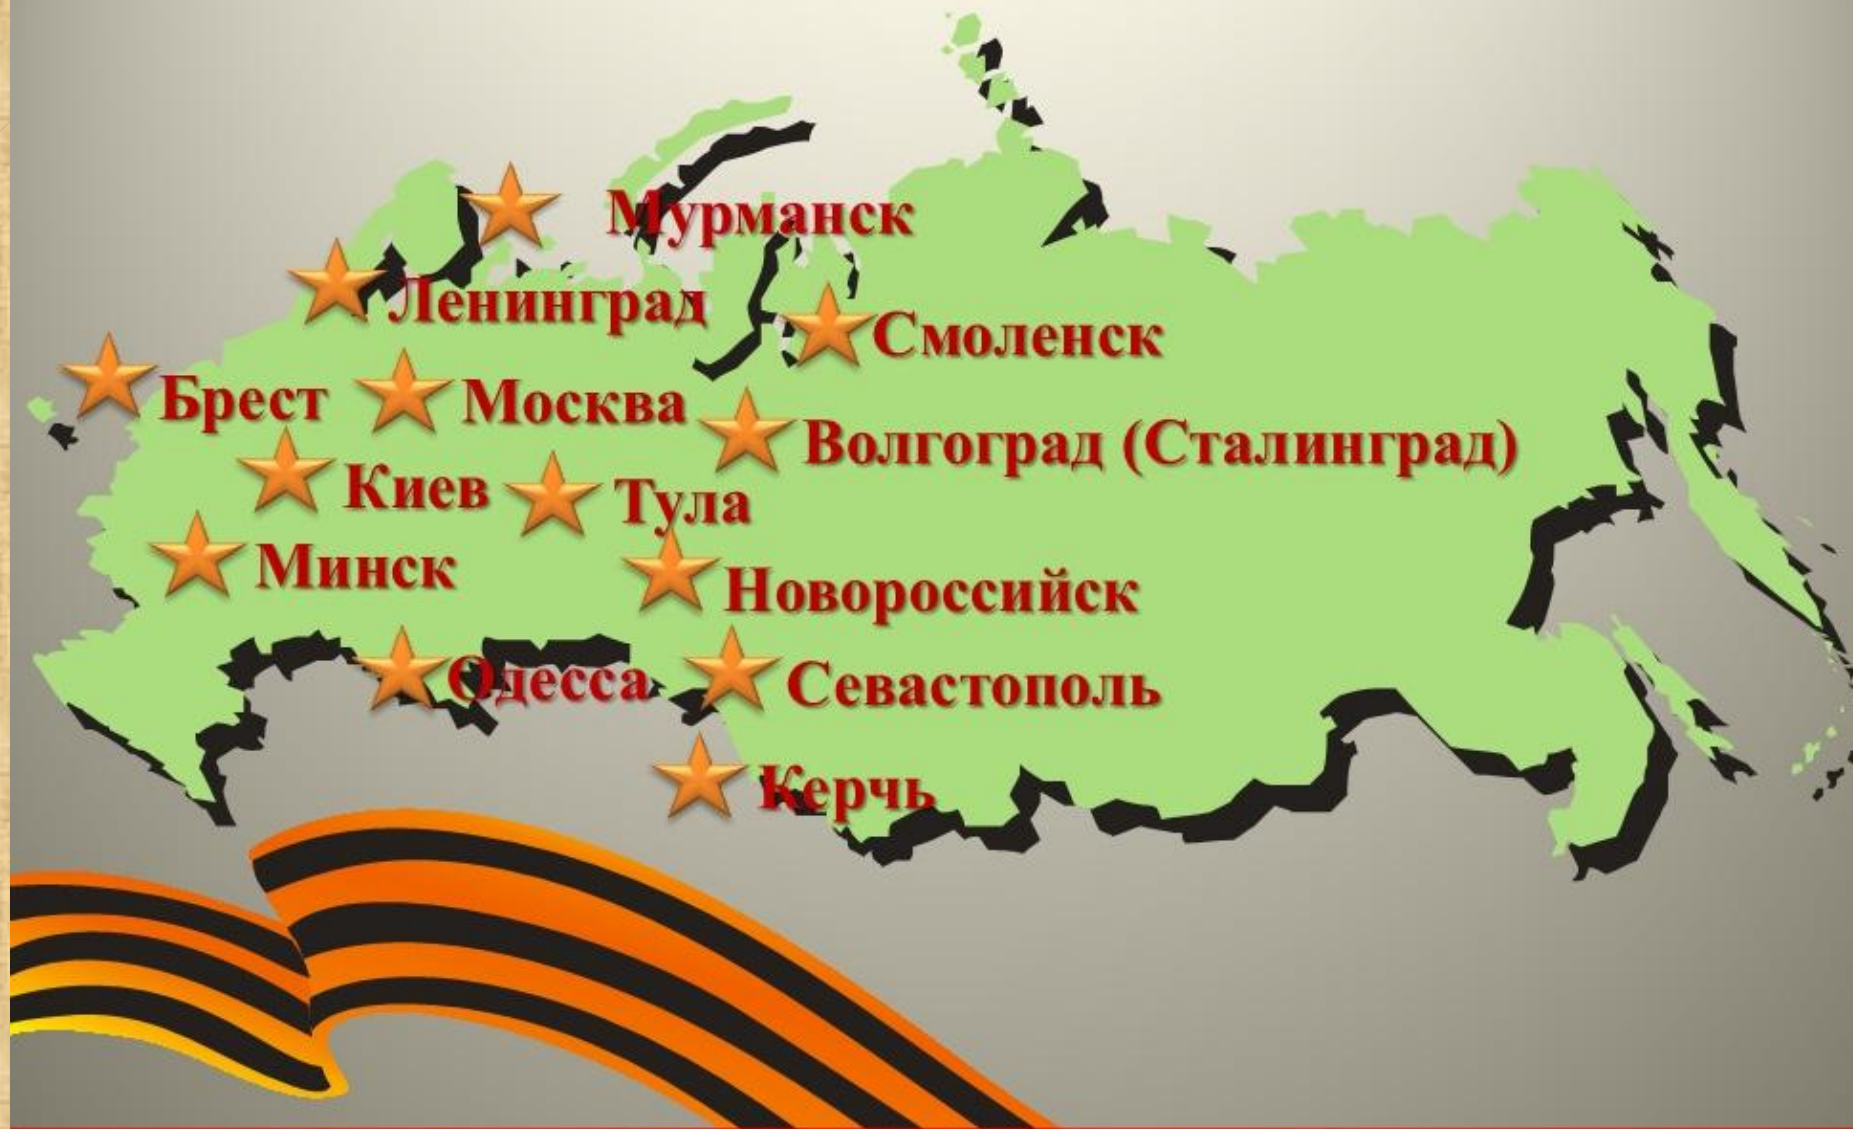 Мурманск
Ленинград
Смоленск
Брест
Москва
Волгоград (Сталинград)
Киев
Тула
Минск
Новороссийск
Одесса
Севастополь
Керчь